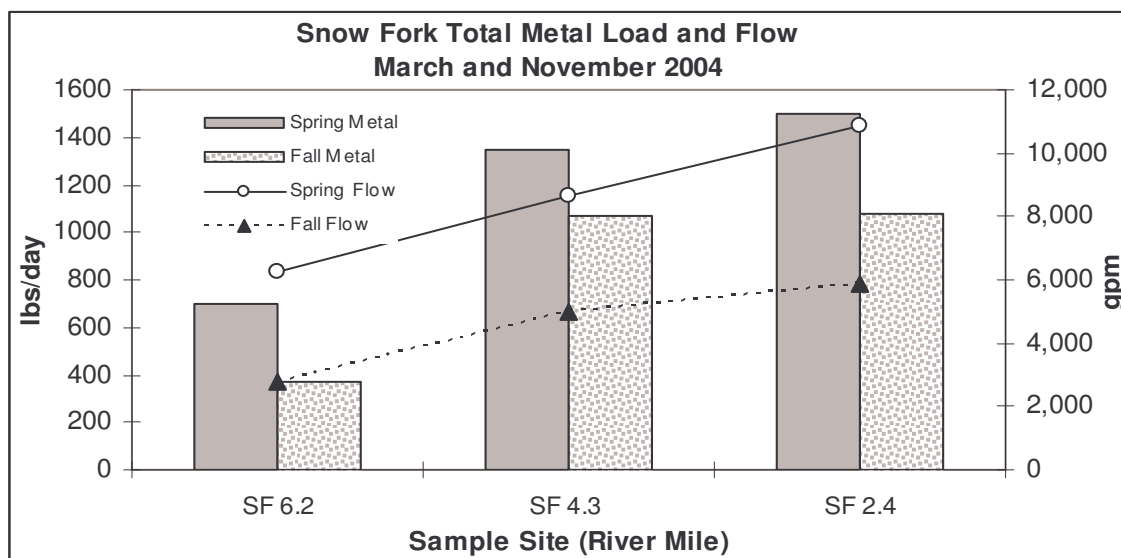 Snow Fork Total Metal Load and Flow
March and November 2004
1600
1400
1200
1000
800
600
400
200
0
lbs/day
Spring Metal
Fall Metal
Spring Flow
Fall Flow
12,000
10,000
8,000
6,000
4,000
2,000
0
gpm
SF 6.2
SF 4.3
SF 2.4
Sample Site (River Mile)